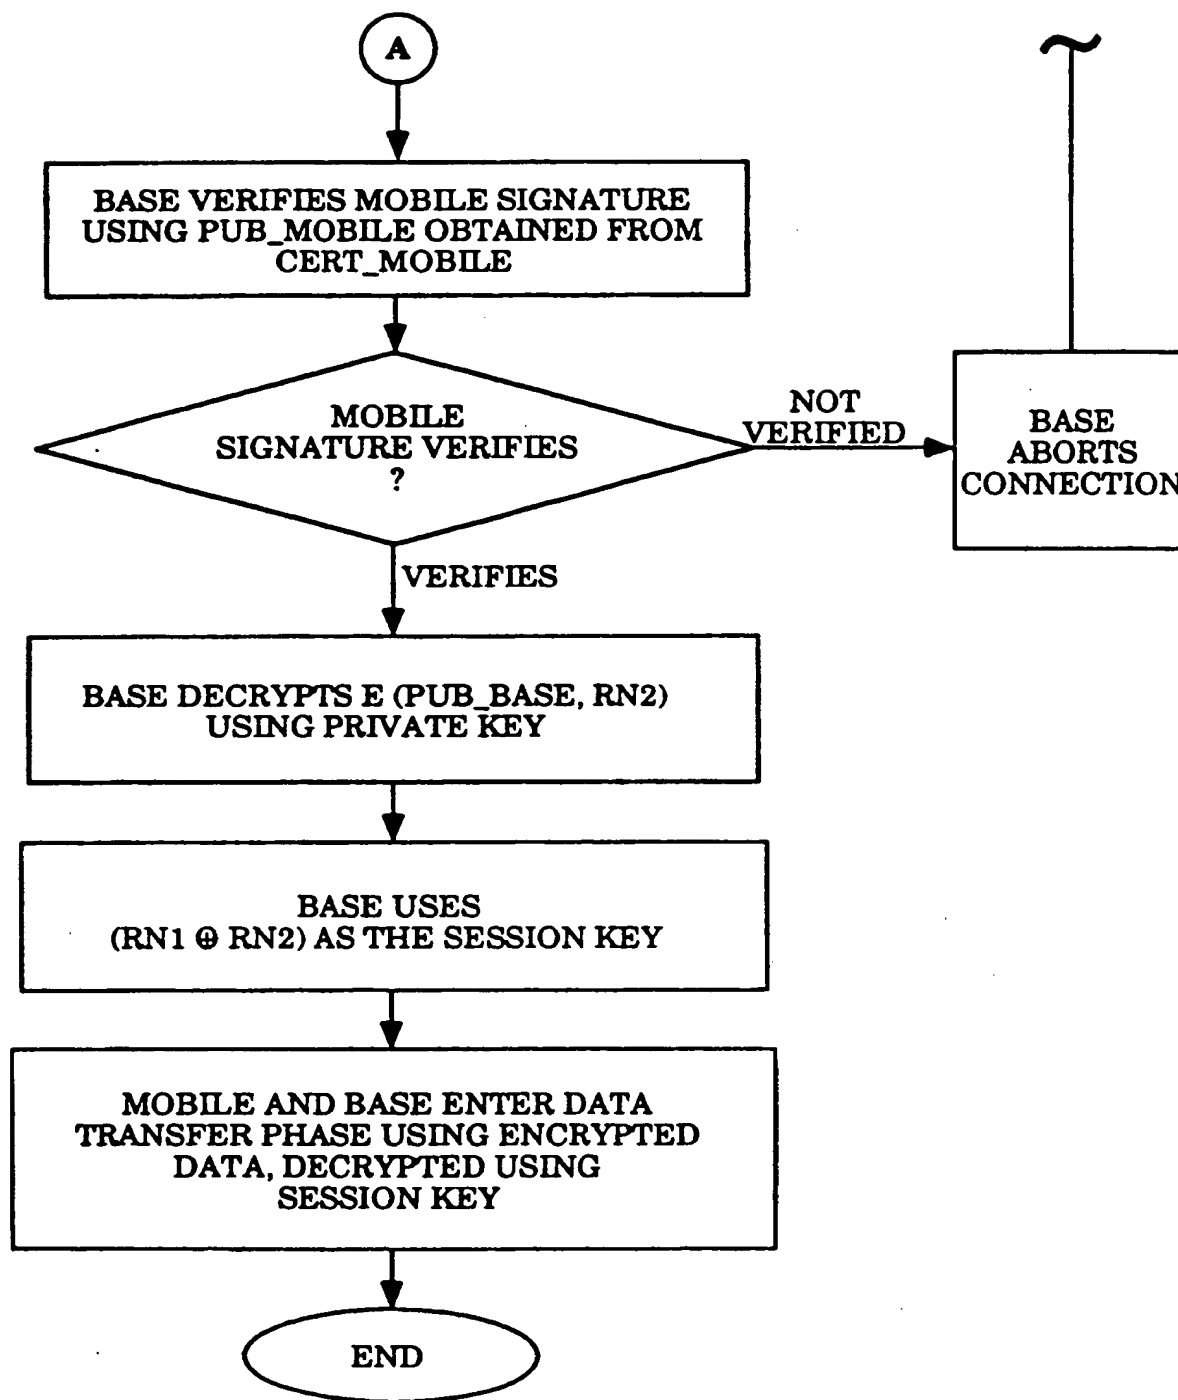 A
BASE VERIFIES MOBILE SIGNATURE
USING PUB_MOBILE OBTAINED FROM
CERT_MOBILE
MOBILE
SIGNATURE VERIFIES
?
NOT
VERIFIED
BASE
ABORTS
CONNECTION
VERIFIES
BASE DECRYPTS E (PUB_BASE, RN2)
USING PRIVATE KEY
BASE USES
(RN1 ⊕ RN2) AS THE SESSION KEY
MOBILE AND BASE ENTER DATA
TRANSFER PHASE USING ENCRYPTED
DATA, DECRYPTED USING
SESSION KEY
END